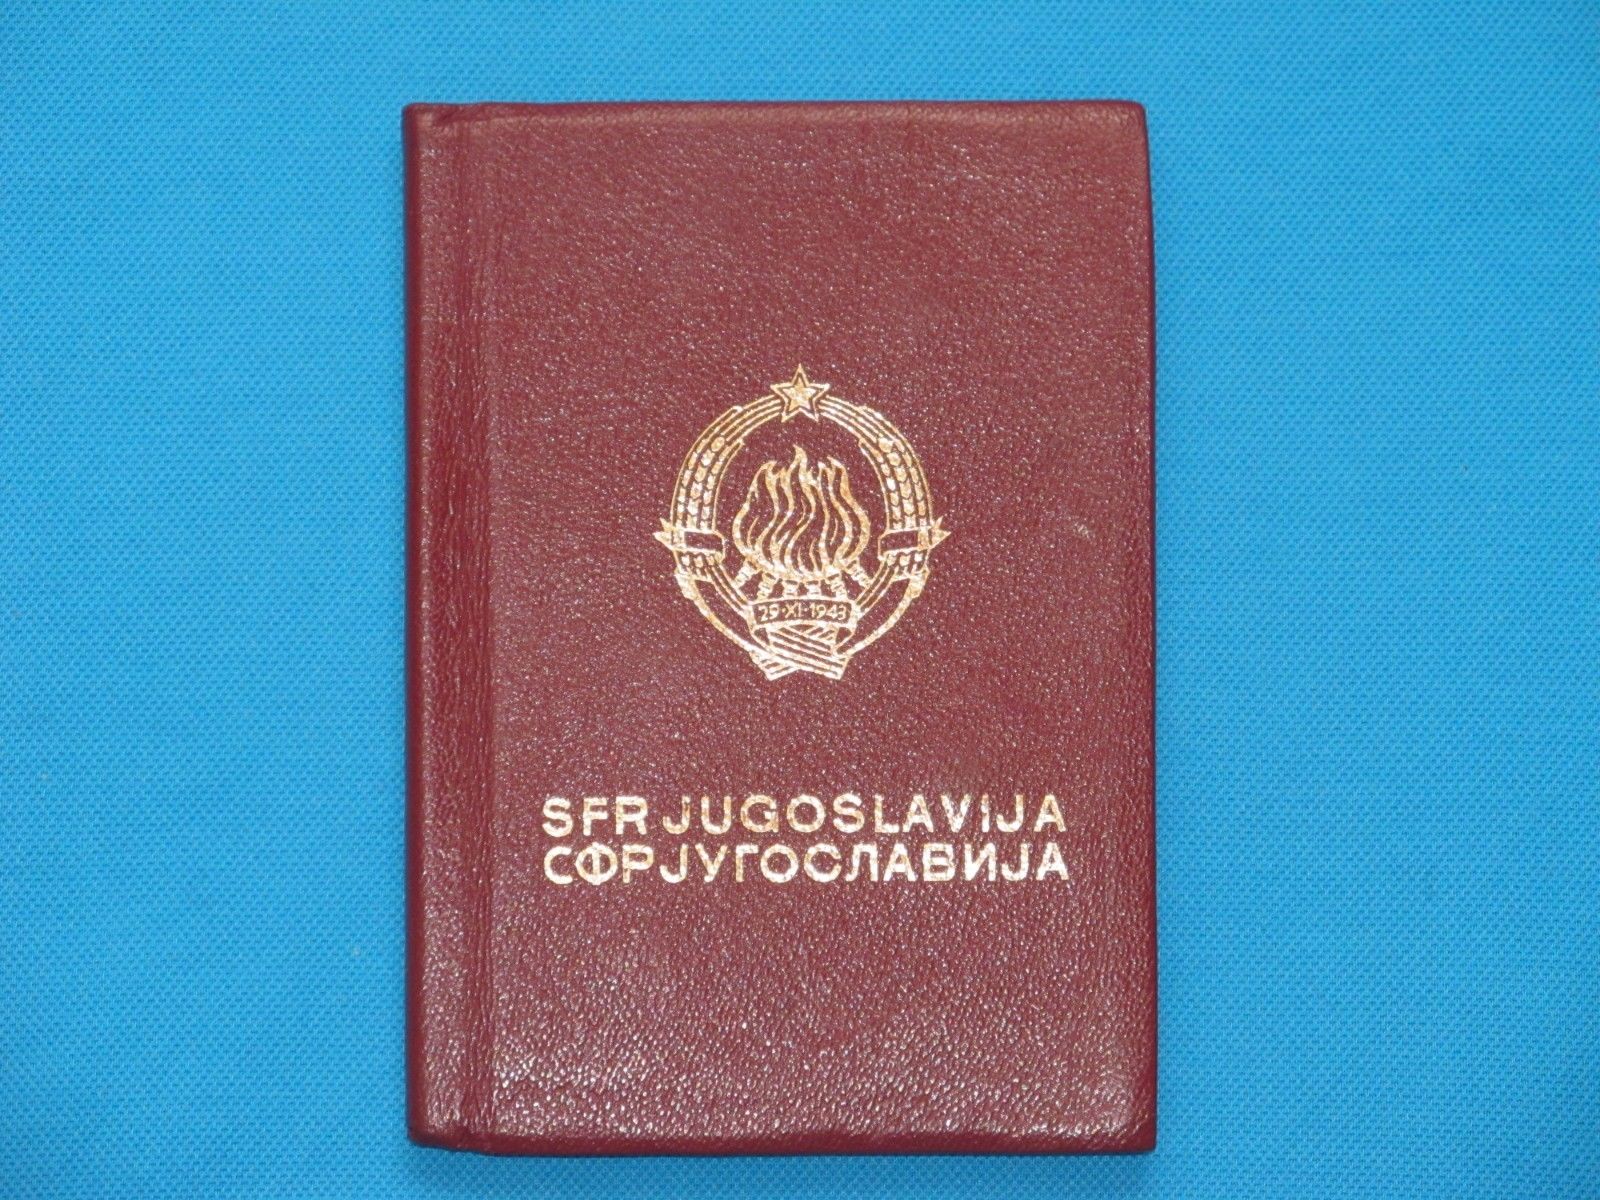 29·XI·1943
SFR JUGOSLAVIJA
СФР ЈУГОСЛАВИЈА